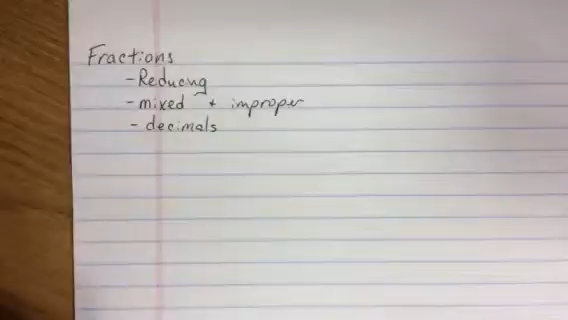 Fractions
- Reducing
- mixed + improper
- decimals